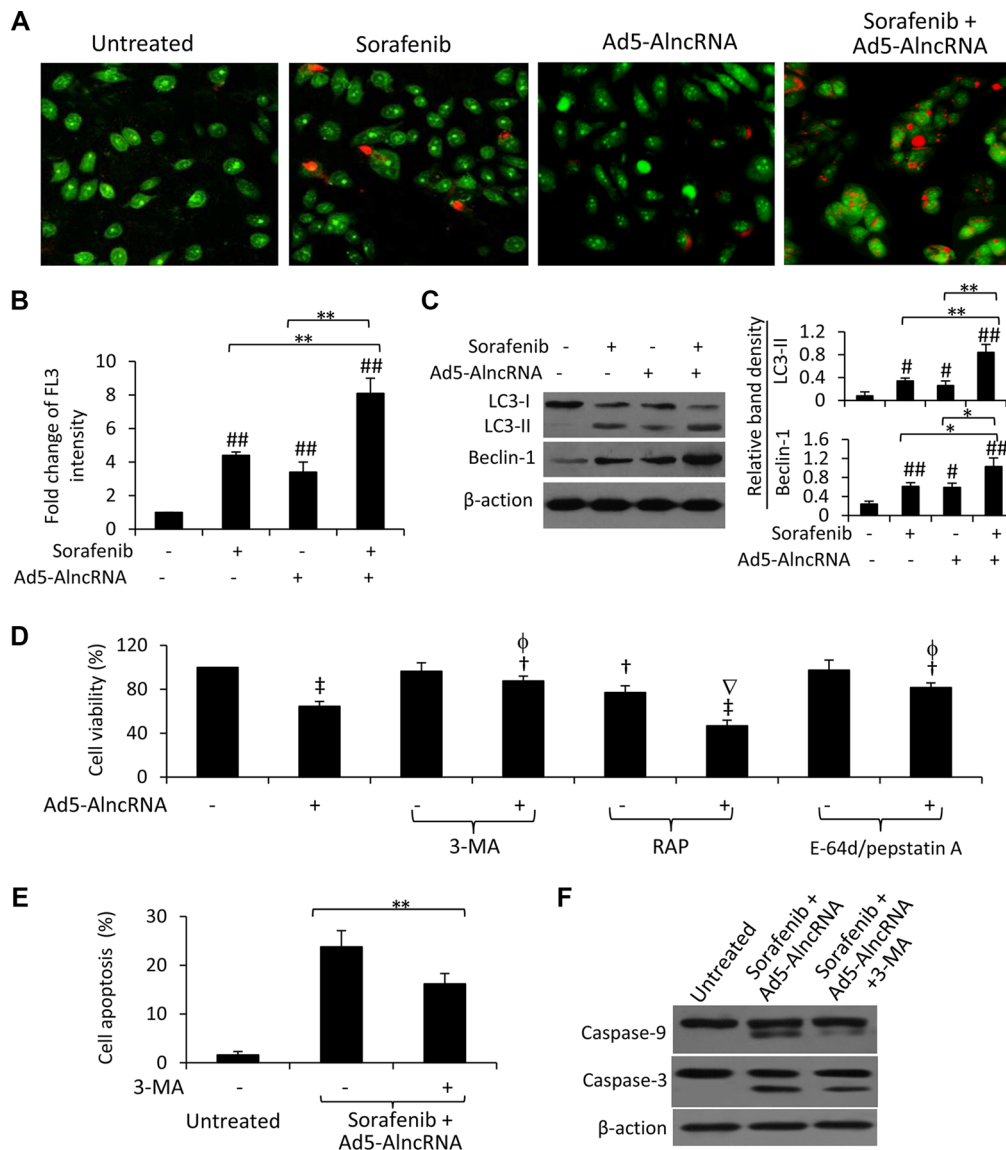 A
Untreated
Sorafenib
Ad5-AlncRNA
Sorafenib +
Ad5-AlncRNA
B
Fold change of FL3
intensity
10
8
6
4
2
0
##
##
##
**
**
Sorafenib - + - +
Ad5-AlncRNA - - + +
C
Sorafenib - + - +
Ad5-AlncRNA - - + +
LC3-I
LC3-II
Beclin-1
β-action
Relative band density
LC3-II
1.2
0.8
0.4
0
#
#
##
**
**
Beclin-1
1.6
1.2
0.8
0.4
0
##
#
##
*
*
Sorafenib - + - +
Ad5-AlncRNA - - + +
D
Cell viability (%)
120
80
40
0
‡
ϕ
†
†
∇
‡
ϕ
†
Ad5-AlncRNA - + - + - + - +
3-MA
RAP
E-64d/pepstatin A
E
Cell apoptosis (%)
30
20
10
0
**
3-MA - - +
Untreated
Sorafenib +
Ad5-AlncRNA
F
Untreated
Sorafenib +
Ad5-AlncRNA
Sorafenib +
Ad5-AlncRNA
+3-MA
Caspase-9
Caspase-3
β-action